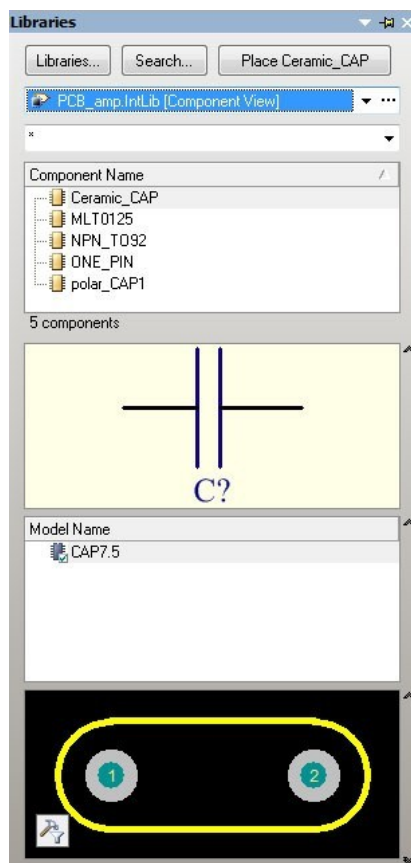 Libraries
Libraries... Search... Place Ceramic_CAP
PCB_amp.IntLib [Component View]
*
Component Name
Ceramic_CAP
MLT0125
NPN_TO92
ONE_PIN
polar_CAP1
5 components
C?
Model Name
CAP7.5
1 2